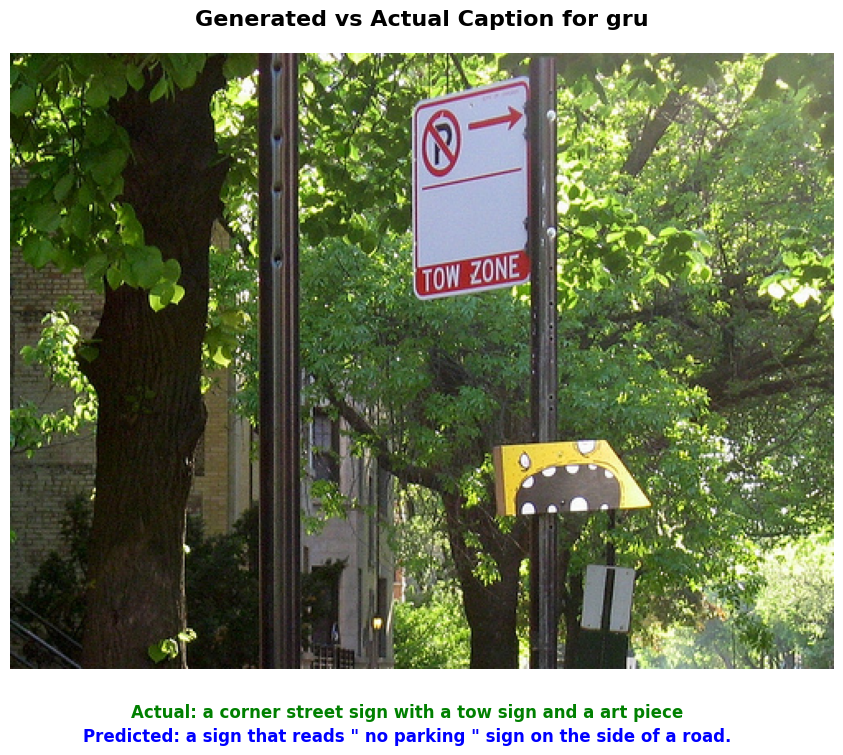 Generated vs Actual Caption for gru
P
TOW ZONE
Actual: a corner street sign with a tow sign and a art piece
Predicted: a sign that reads " no parking " sign on the side of a road.